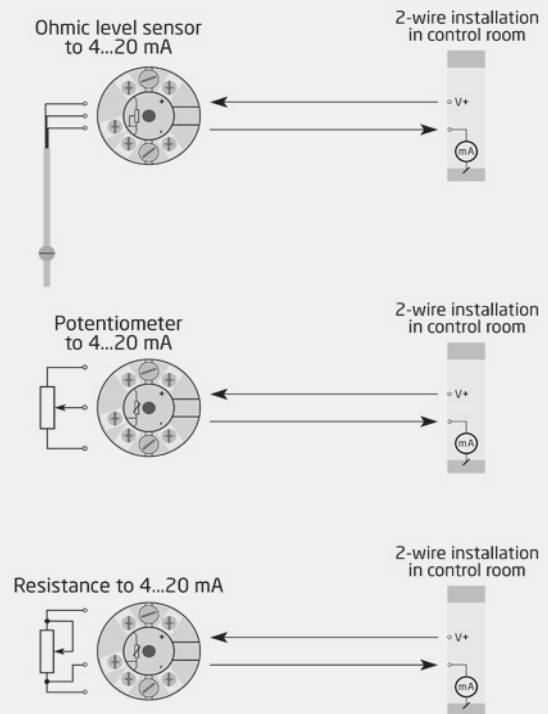 Ohmic level sensor
to 4...20 mA
2-wire installation
in control room
+
-
V+
mA
Potentiometer
to 4...20 mA
2-wire installation
in control room
+
-
V+
mA
Resistance to 4...20 mA
2-wire installation
in control room
+
-
V+
mA